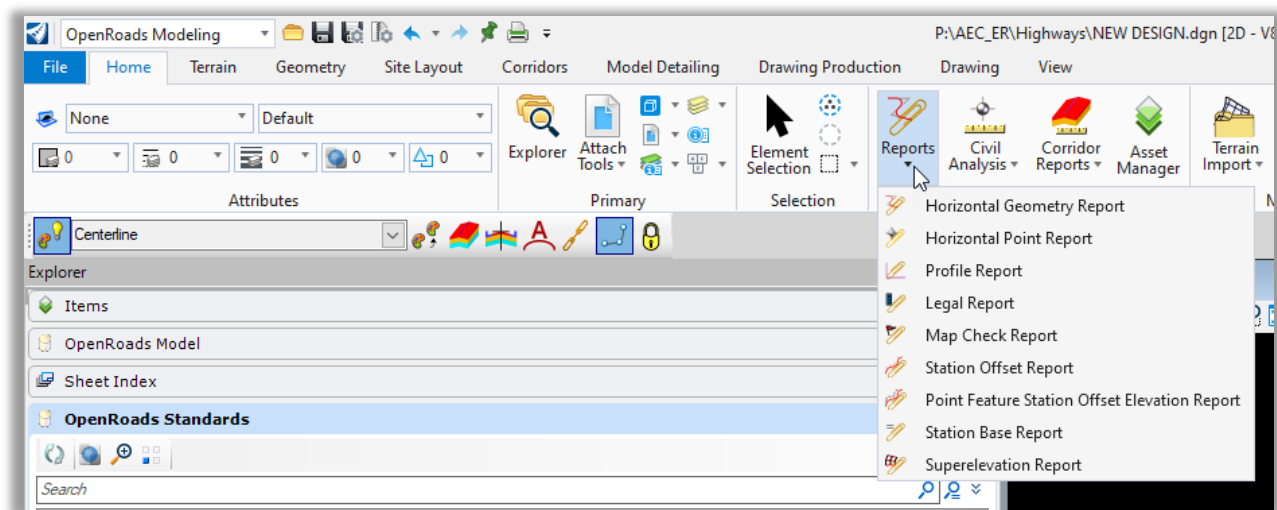 OpenRoads Modeling P:\AEC_ER\Highways\NEW DESIGN.dgn [2D - V8
File Home Terrain Geometry Site Layout Corridors Model Detailing Drawing Production Drawing View
None Default
0 0 0 0 0
Explorer Attach Tools Element Selection Reports Civil Analysis Corridor Reports Asset Manager Terrain Import
Attributes Primary Selection
Centerline
Explorer
Items
OpenRoads Model
Sheet Index
OpenRoads Standards
Search
Horizontal Geometry Report
Horizontal Point Report
Profile Report
Legal Report
Map Check Report
Station Offset Report
Point Feature Station Offset Elevation Report
Station Base Report
Superelevation Report